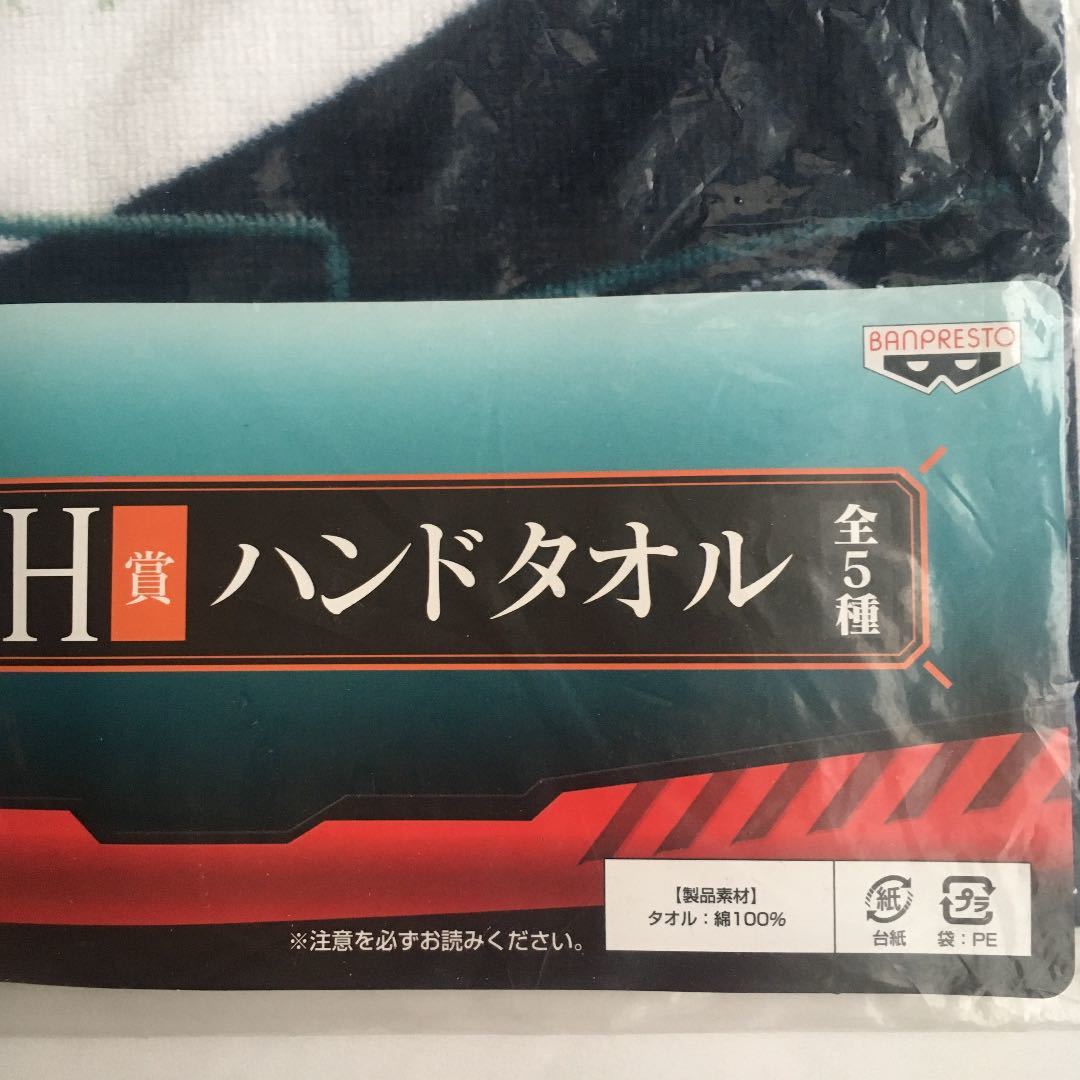 BANPRESTO
H賞 ハンドタオル 全5種
【製品素材】
タオル：綿100%
紙 プラ
台紙 袋：PE
※注意を必ずお読みください。